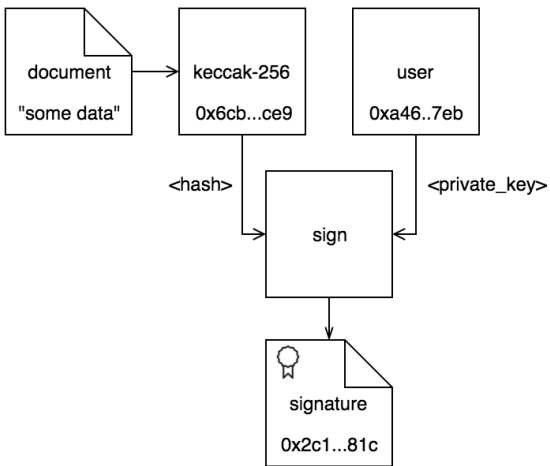 document
"some data"
keccak-256
0x6cb...ce9
user
0xa46..7eb
<hash>
<private_key>
sign
signature
0x2c1...81c